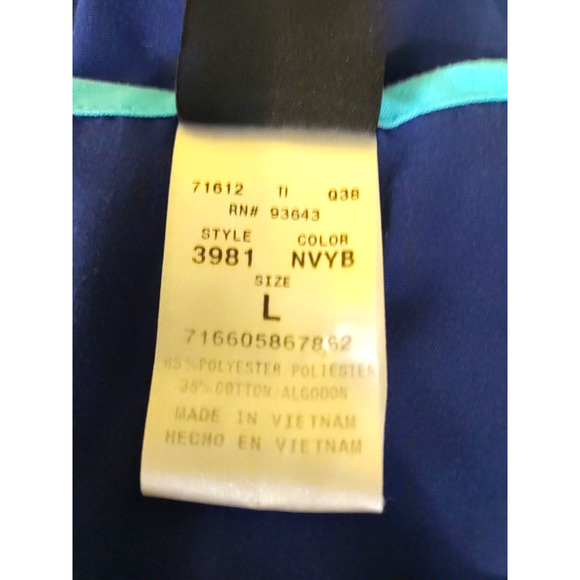 71612 TI Q3B
RN# 93643
STYLE COLOR
3981 NVYB
SIZE
L
716605867862
65%POLYESTER POLIESTER
35%COTTON ALGODON
MADE IN VIETNAM
HECHO EN VIETNAM